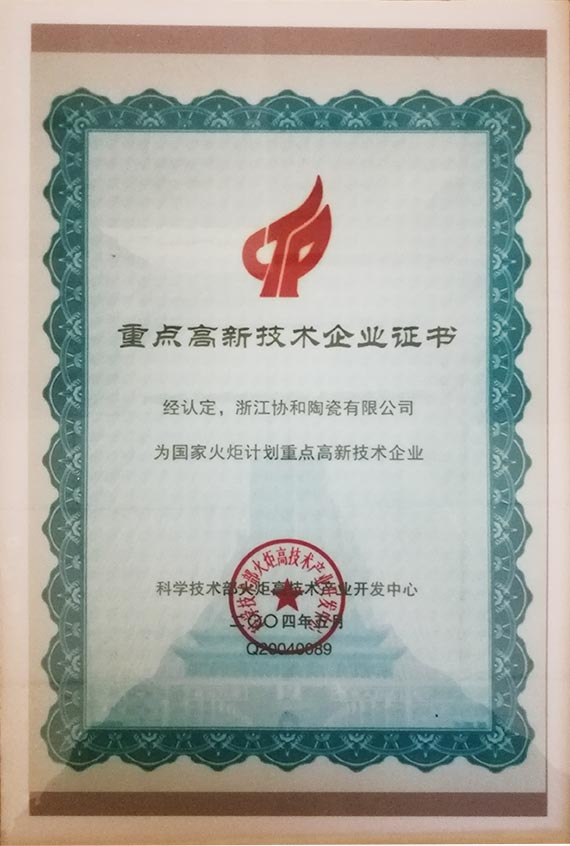 重点高新技术企业证书
经认定，浙江协和陶瓷有限公司
为国家火炬计划重点高新技术企业
科学技术部火炬高技术产业开发中心
二〇〇四年五月
Q20040089